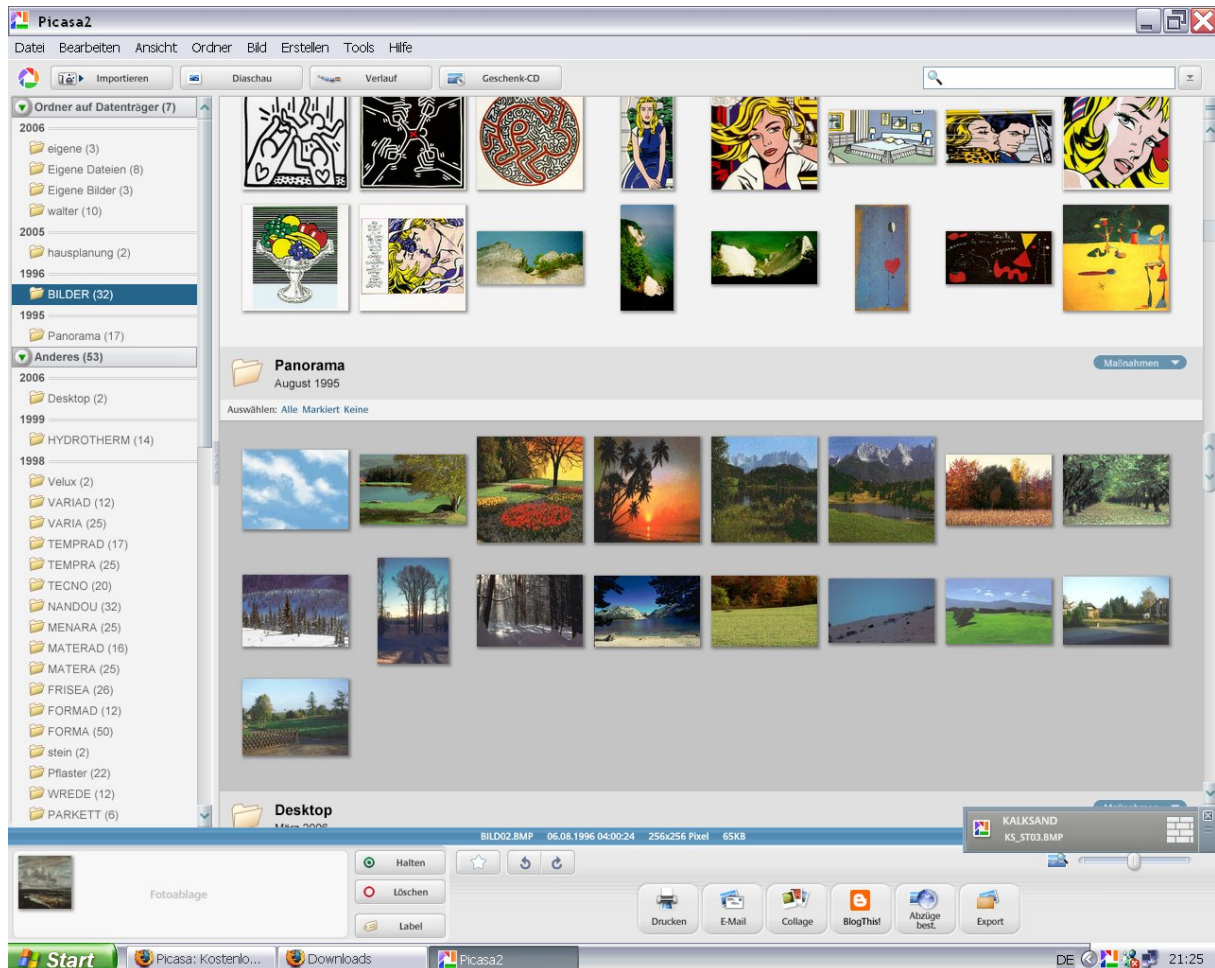 Picasa2
Datei Bearbeiten Ansicht Ordner Bild Erstellen Tools Hilfe
Importieren Diaschau Verlauf Geschenk-CD
Ordner auf Datenträger (7)
2006
eigene (3)
Eigene Dateien (8)
Eigene Bilder (3)
walter (10)
2005
hausplanung (2)
1996
BILDER (32)
1995
Panorama (17)
Anderes (53)
2006
Desktop (2)
1999
HYDROTHERM (14)
1998
Velux (2)
VARIAD (12)
VARIA (25)
TEMPRAD (17)
TEMPRA (25)
TECNO (20)
NANDOU (32)
MENARA (25)
MATERAD (16)
MATERA (25)
FRISEA (26)
FORMAD (12)
FORMA (50)
stein (2)
Pflaster (22)
WREDE (12)
PARKETT (6)
Panorama
August 1995
Maßnahmen
Auswählen: Alle Markiert Keine
Desktop
März 2006
Maßnahmen
BILD02.BMP 06.08.1996 04:00:24 256x256 Pixel 65KB
KALKSAND
KS_ST03.BMP
Fotoablage
Halten
Löschen
Label
Drucken
E-Mail
Collage
BlogThis!
Abzüge
best.
Export
Start
Picasa: Kostenlo...
Downloads
Picasa2
DE
21:25